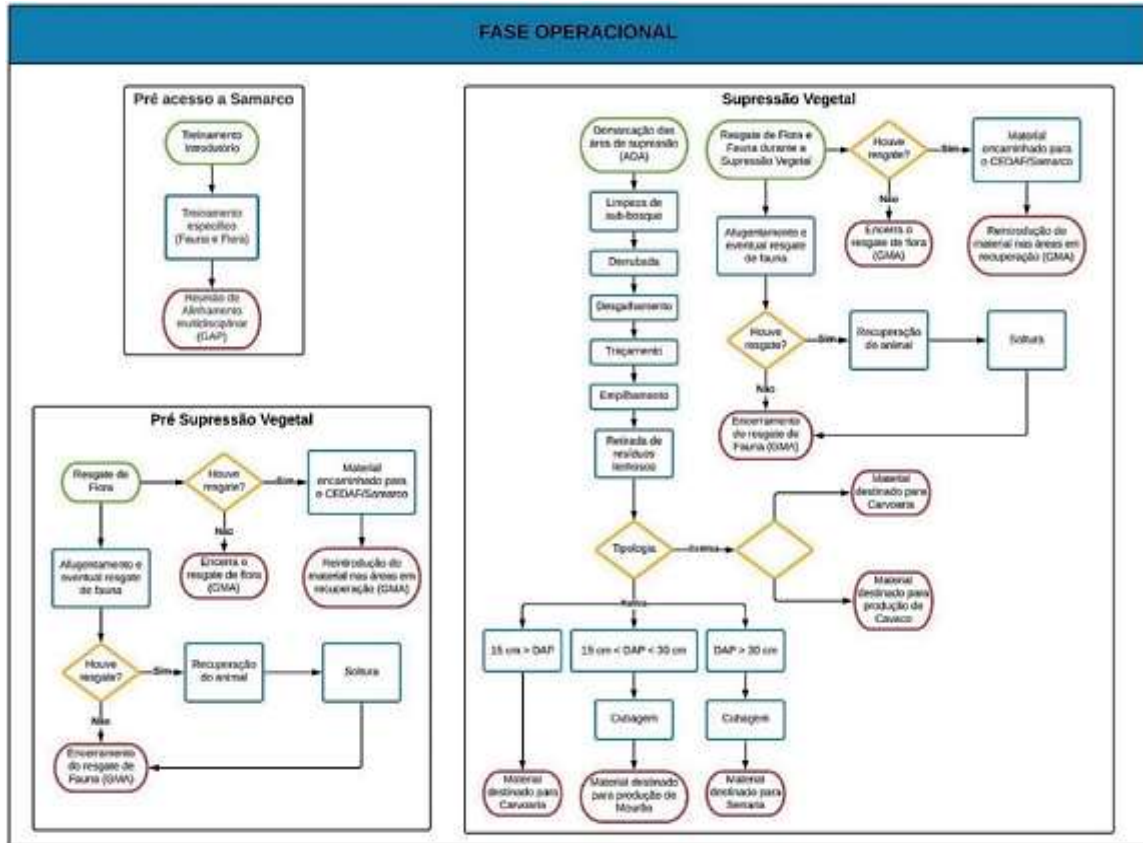 FASE OPERACIONAL
Pré acesso a Samarco
Treinamento
Introdutório
Treinamento
específico
(Fauna e Flora)
Reunião de
Alinhamento
multidisciplinar
(GAP)
Pré Supressão Vegetal
Resgate de
Flora
Houve
resgate?
Sim
Material
encaminhado para
o CEDAF/Samarco
Não
Encerra o
resgate de flora
(GMA)
Reintrodução do
material nas áreas em
recuperação (GMA)
Afugentamento e
eventual resgate
de fauna
Houve
resgate?
Sim
Recuperação
do animal
Soltura
Não
Encerramento
do resgate de
Fauna (GMA)
Supressão Vegetal
Demarcação das
área de supressão
(ADA)
Limpeza de
sub-bosque
Derrubada
Desgalhamento
Traçamento
Empilhamento
Retirada de
resíduos
lenhosos
Tipologia
Resgate de Flora e
Fauna durante a
Supressão Vegetal
Houve
resgate?
Sim
Material
encaminhado para
o CEDAF/Samarco
Não
Encerra o
resgate de flora
(GMA)
Reintrodução do
material nas áreas em
recuperação (GMA)
Afugentamento e
eventual resgate
de fauna
Houve
resgate?
Sim
Recuperação
do animal
Soltura
Não
Encerramento
do resgate de
Fauna (GMA)
Material
destinado para
Carvoaria
Material
destinado para
produção de
Cavaco
15 cm > DAP
15 cm < DAP < 30 cm
DAP > 30 cm
Cubagem
Cubagem
Material
destinado para
Carvoaria
Material destinado
para produção de
Mourão
Material
destinado para
Serraria